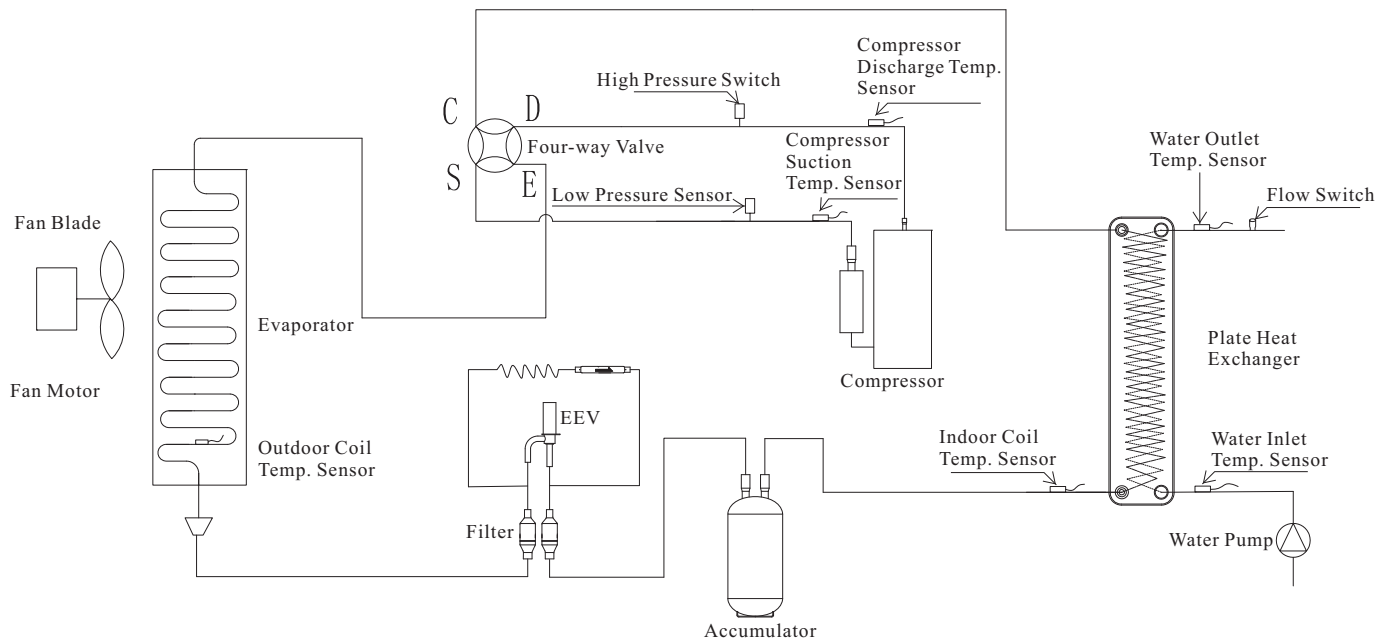 Compressor
Discharge Temp.
Sensor
High Pressure Switch
C
D
Four-way Valve
Compressor
Suction
Temp. Sensor
Water Outlet
Temp. Sensor
S
E
Low Pressure Sensor
Flow Switch
Fan Blade
Evaporator
Plate Heat
Exchanger
Fan Motor
Compressor
EEV
Outdoor Coil
Temp. Sensor
Indoor Coil
Temp. Sensor
Water Inlet
Temp. Sensor
Filter
Water Pump
Accumulator